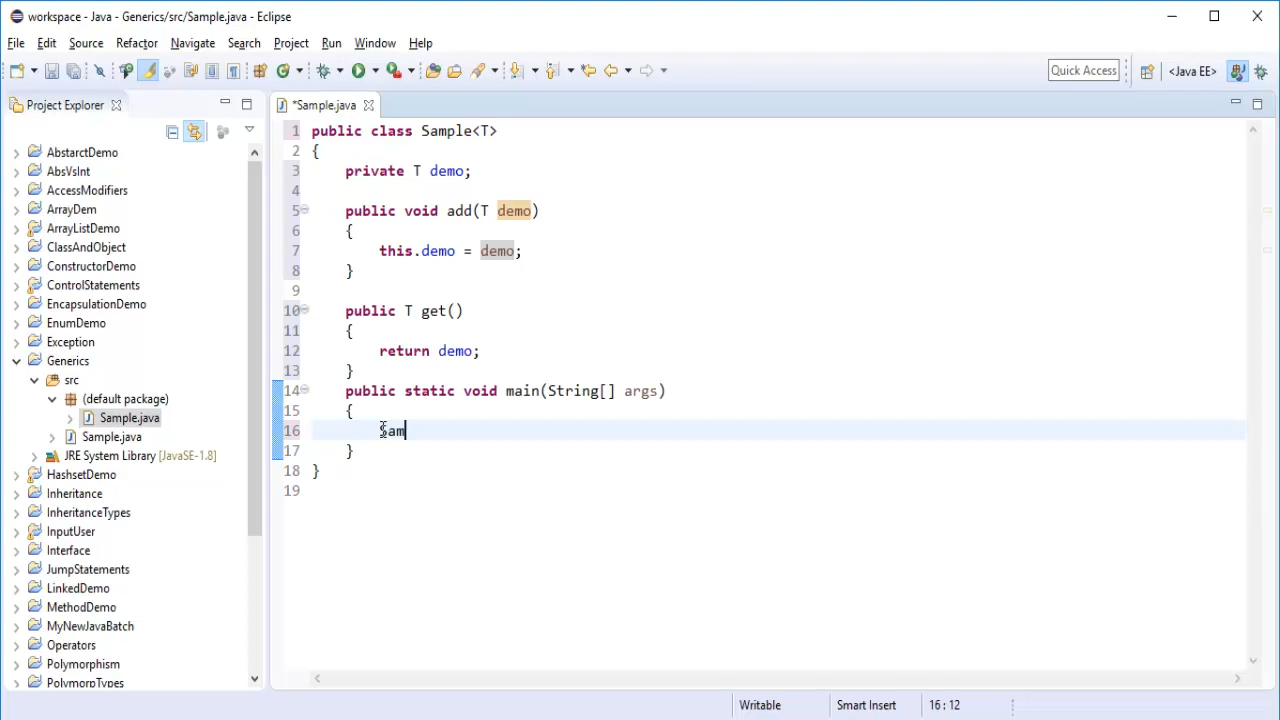 workspace - Java - Generics/src/Sample.java - Eclipse
File Edit Source Refactor Navigate Search Project Run Window Help
Quick Access <Java EE>
Project Explorer
*Sample.java
AbstarctDemo
AbsVsInt
AccessModifiers
ArrayDem
ArrayListDemo
ClassAndObject
ConstructorDemo
ControlStatements
EncapsulationDemo
EnumDemo
Exception
Generics
src
(default package)
Sample.java
Sample.java
JRE System Library [JavaSE-1.8]
HashsetDemo
Inheritance
InheritanceTypes
InputUser
Interface
JumpStatements
LinkedDemo
MethodDemo
MyNewJavaBatch
Operators
Polymorphism
PolymorpTypes
1 public class Sample<T>
2 {
3 private T demo;
4
5 public void add(T demo)
6 {
7 this.demo = demo;
8 }
9
10 public T get()
11 {
12 return demo;
13 }
14 public static void main(String[] args)
15 {
16 Sam
17 }
18 }
19
Writable Smart Insert 16 : 12